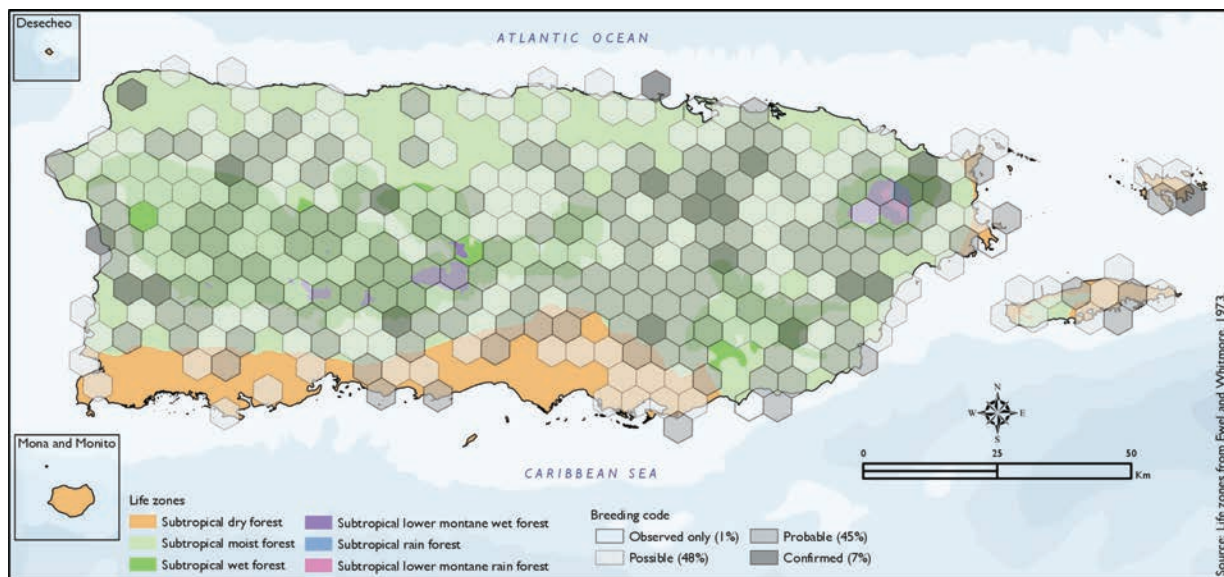 Desecheo
ATLANTIC OCEAN
N
W E
S
0 25 50
Km
CARIBBEAN SEA
Mona and Monito
Life zones
Subtropical dry forest
Subtropical moist forest
Subtropical wet forest
Subtropical lower montane wet forest
Subtropical rain forest
Subtropical lower montane rain forest
Breeding code
Observed only (1%)
Possible (48%)
Probable (45%)
Confirmed (7%)
Source: Life zones from Ewel and Whitmore, 1973